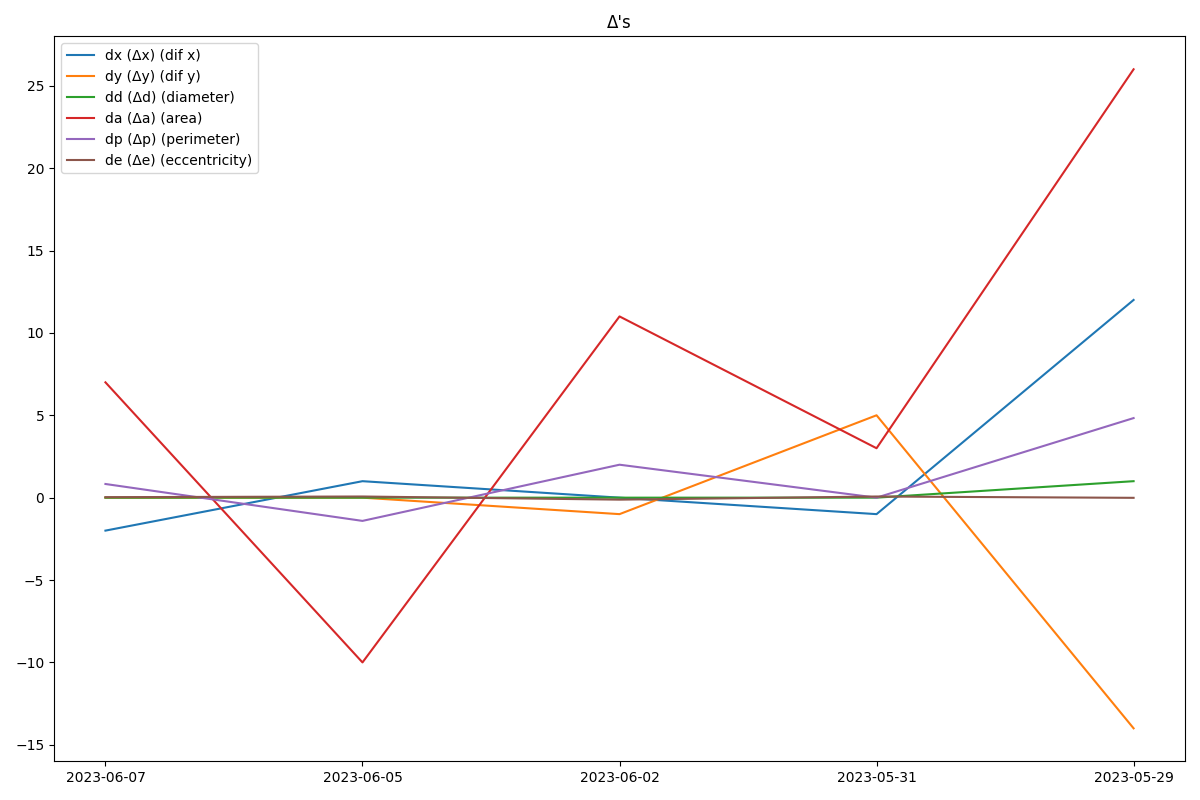 Δ's
dx (Δx) (dif x)
dy (Δy) (dif y)
dd (Δd) (diameter)
da (Δa) (area)
dp (Δp) (perimeter)
de (Δe) (eccentricity)
25
20
15
10
5
0
−5
−10
−15
2023-06-07 2023-06-05 2023-06-02 2023-05-31 2023-05-29